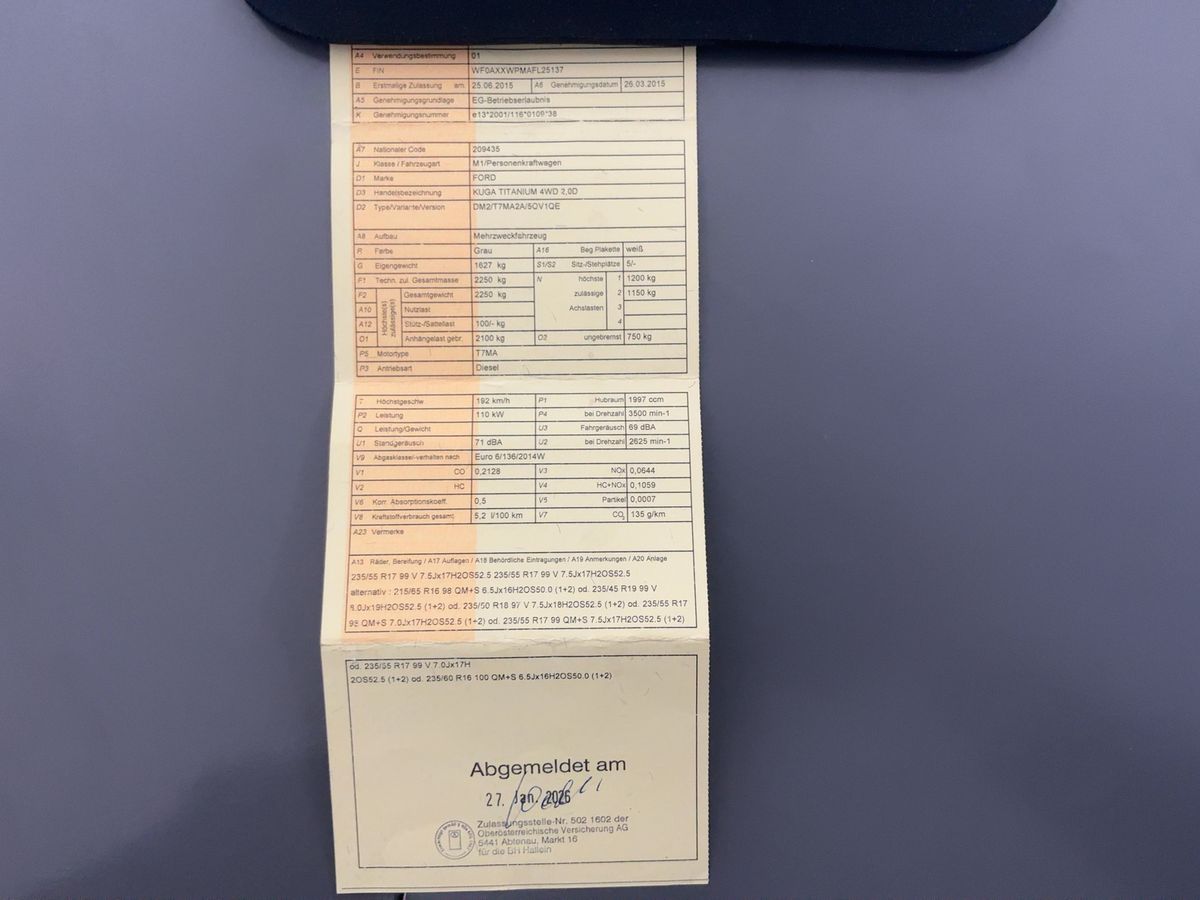 A4 Verwendungsbestimmung 01
E FIN WF0AXXWPMAFL25137
B Erstmalige Zulassung am: 25.06.2015 A6 Genehmigungsdatum 26.03.2015
A5 Genehmigungsgrundlage EG-Betriebserlaubnis
K Genehmigungsnummer e13*2001/116*0109*38
A7 Nationaler Code 209435
J Klasse / Fahrzeugart M1/Personenkraftwagen
D1 Marke FORD
D3 Handelsbezeichnung KUGA TITANIUM 4WD 2,0D
D2 Type/Variante/Version DM2/T7MA2A/5OV1QE
A8 Aufbau Mehrzweckfahrzeug
R Farbe Grau A16 Beg.Plakette weiß
G Eigengewicht 1627 kg S1/S2 Sitz-/Stehplätze 5/-
F1 Techn. zul. Gesamtmasse 2250 kg N höchste 1 1200 kg
F2 Höchste(s) zulässige(s) Gesamtgewicht 2250 kg zulässige 2 1150 kg
A10 Nutzlast Achslasten 3
A12 Stütz-/Sattellast 100/- kg 4
O1 Anhängelast gebr. 2100 kg O2 ungebremst 750 kg
P5 Motortype T7MA
P3 Antriebsart Diesel
T Höchstgeschw. 192 km/h P1 Hubraum 1997 ccm
P2 Leistung 110 kW P4 bei Drehzahl 3500 min-1
Q Leistung/Gewicht U3 Fahrgeräusch 69 dBA
U1 Standgeräusch 71 dBA U2 bei Drehzahl 2625 min-1
V9 Abgasklasse/-verhalten nach Euro 6/136/2014W
V1 CO 0,2128 V3 NOx 0,0644
V2 HC V4 HC+NOx 0,1059
V6 Korr. Absorptionskoeff. 0,5 V5 Partikel 0,0007
V8 Kraftstoffverbrauch gesamt 5,2 l/100 km V7 CO₂ 135 g/km
A23 Vermerke
A13 Räder, Bereifung / A17 Auflagen / A18 Behördliche Eintragungen / A19 Anmerkungen / A20 Anlage
235/55 R17 99 V 7.5Jx17H2OS52.5 235/55 R17 99 V 7.5Jx17H2OS52.5
alternativ : 215/65 R16 98 QM+S 6.5Jx16H2OS50.0 (1+2) od. 235/45 R19 99 V
8.0Jx19H2OS52.5 (1+2) od. 235/50 R18 97 V 7.5Jx18H2OS52.5 (1+2) od. 235/55 R17
99 QM+S 7.0Jx17H2OS52.5 (1+2) od. 235/55 R17 99 QM+S 7.5Jx17H2OS52.5 (1+2)
od. 235/55 R17 99 V 7.0Jx17H
2OS52.5 (1+2) od. 235/60 R16 100 QM+S 6.5Jx16H2OS50.0 (1+2)
Abgemeldet am
27. Jan. 2026
Zulassungsstelle-Nr. 502 1602 der
Oberösterreichische Versicherung AG
5441 Abtenau, Markt 16
für die BH Hallein